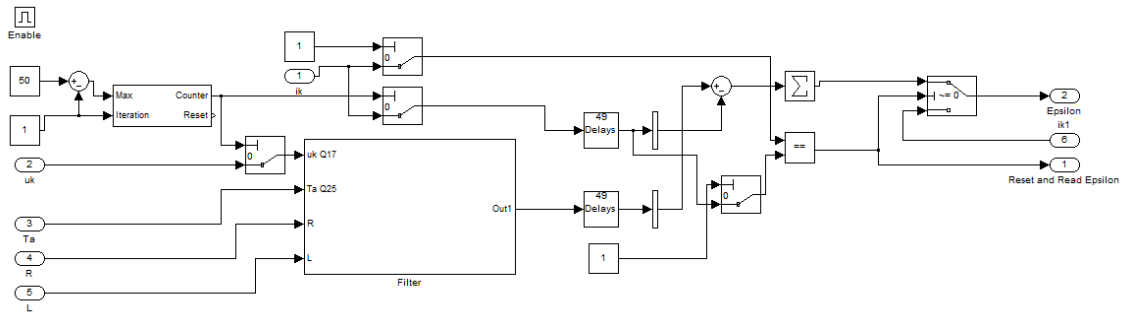 Enable
50
1
Max
Iteration
Counter
Reset
2
uk
3
Ta
4
R
5
L
0
uk Q17
Ta Q25
R
L
Out1
Filter
1
1
ik
0
0
49
Delays
49
Delays
1
0
==
~= 0
2
Epsilon
ik1
6
1
Reset and Read Epsilon